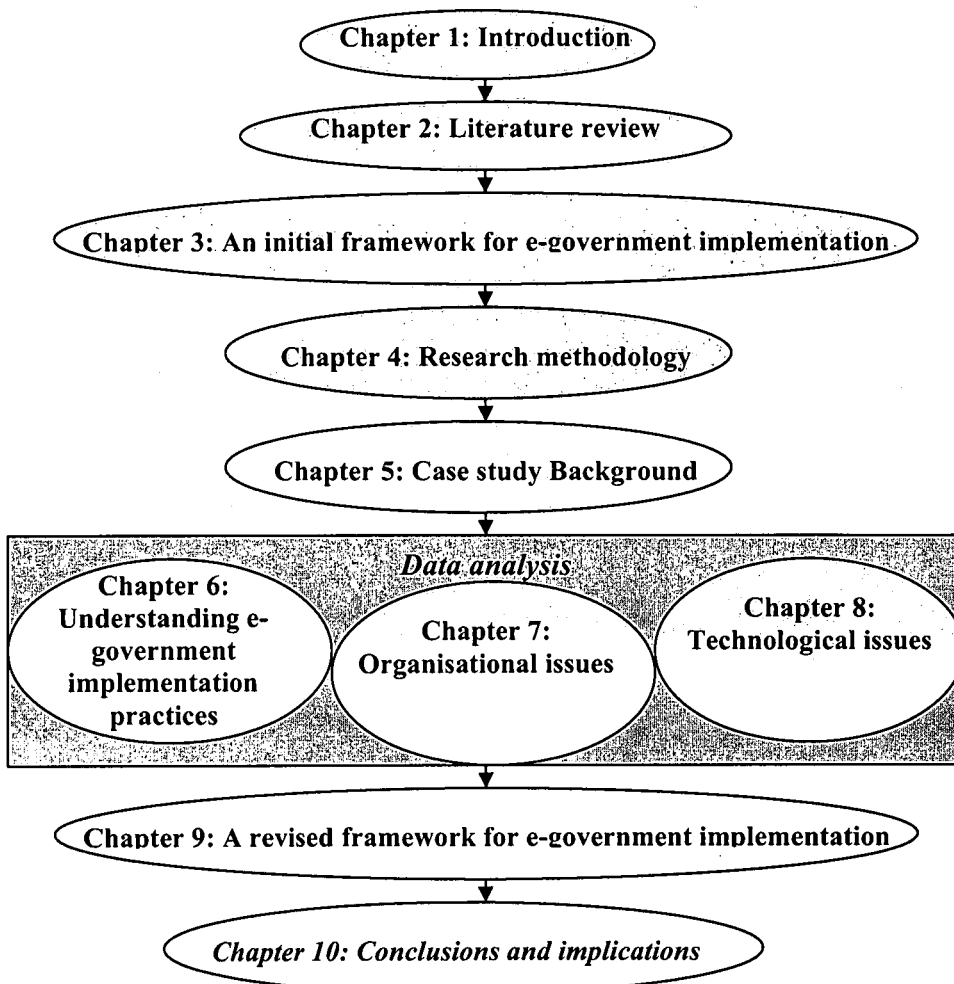 Chapter 1: Introduction
Chapter 2: Literature review
Chapter 3: An initial framework for e-government implementation
Chapter 4: Research methodology
Chapter 5: Case study Background
Data analysis
Chapter 6:
Understanding e-
government
implementation
practices
Chapter 7:
Organisational issues
Chapter 8:
Technological issues
Chapter 9: A revised framework for e-government implementation
Chapter 10: Conclusions and implications